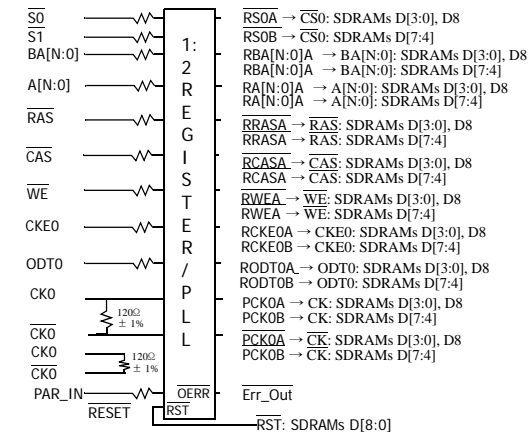 S0
S1
BA[N:0]
A[N:0]
RAS
CAS
WE
CKE0
ODT0
CK0
120Ω
± 1%
CK0
CK0
120Ω
± 1%
CK0
PAR_IN
RESET
1:
2
R
E
G
I
S
T
E
R
/
P
L
L
OERR
RST
RS0A → CS0: SDRAMs D[3:0], D8
RS0B → CS0: SDRAMs D[7:4]
RBA[N:0]A → BA[N:0]: SDRAMs D[3:0], D8
RBA[N:0]A → BA[N:0]: SDRAMs D[7:4]
RA[N:0]A → A[N:0]: SDRAMs D[3:0], D8
RA[N:0]A → A[N:0]: SDRAMs D[7:4]
RRASA → RAS: SDRAMs D[3:0], D8
RRASA → RAS: SDRAMs D[7:4]
RCASA → CAS: SDRAMs D[3:0], D8
RCASA → CAS: SDRAMs D[7:4]
RWEA → WE: SDRAMs D[3:0], D8
RWEA → WE: SDRAMs D[7:4]
RCKE0A → CKE0: SDRAMs D[3:0], D8
RCKE0B → CKE0: SDRAMs D[7:4]
RODT0A → ODT0: SDRAMs D[3:0], D8
RODT0B → ODT0: SDRAMs D[7:4]
PCK0A → CK: SDRAMs D[3:0], D8
PCK0B → CK: SDRAMs D[7:4]
PCK0A → CK: SDRAMs D[3:0], D8
PCK0B → CK: SDRAMs D[7:4]
Err_Out
RST: SDRAMs D[8:0]